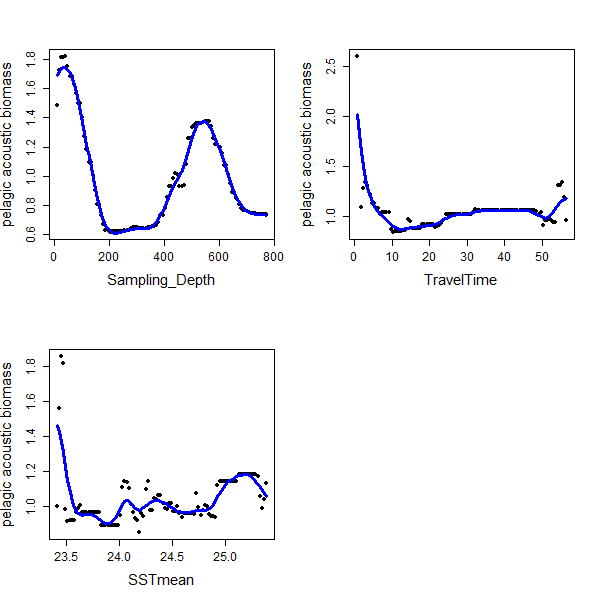 pelagic acoustic biomass
1.8
1.6
1.4
1.2
1.0
0.8
0.6
0 200 400 600 800
Sampling_Depth
pelagic acoustic biomass
2.5
2.0
1.5
1.0
0 10 20 30 40 50
TravelTime
pelagic acoustic biomass
1.8
1.6
1.4
1.2
1.0
23.5 24.0 24.5 25.0
SSTmean